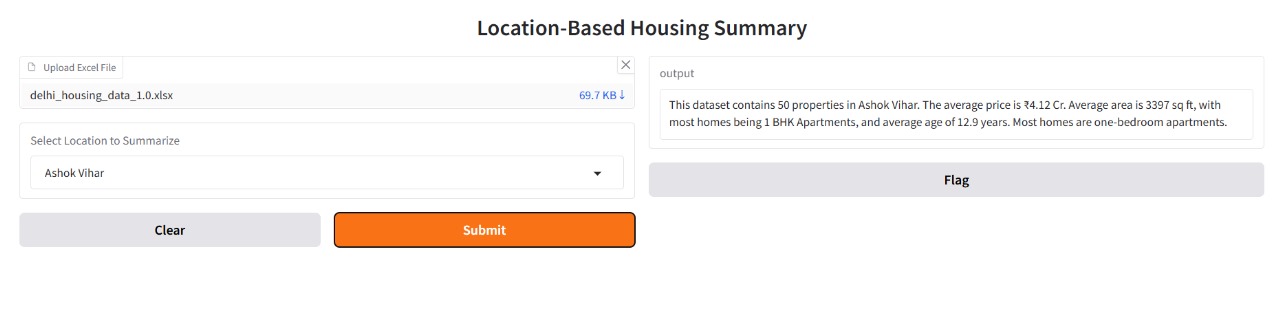 Location-Based Housing Summary
Upload Excel File
delhi_housing_data_1.0.xlsx
69.7 KB ↓
Select Location to Summarize
Ashok Vihar
Clear
Submit
output
This dataset contains 50 properties in Ashok Vihar. The average price is ₹4.12 Cr. Average area is 3397 sq ft, with
most homes being 1 BHK Apartments, and average age of 12.9 years. Most homes are one-bedroom apartments.
Flag